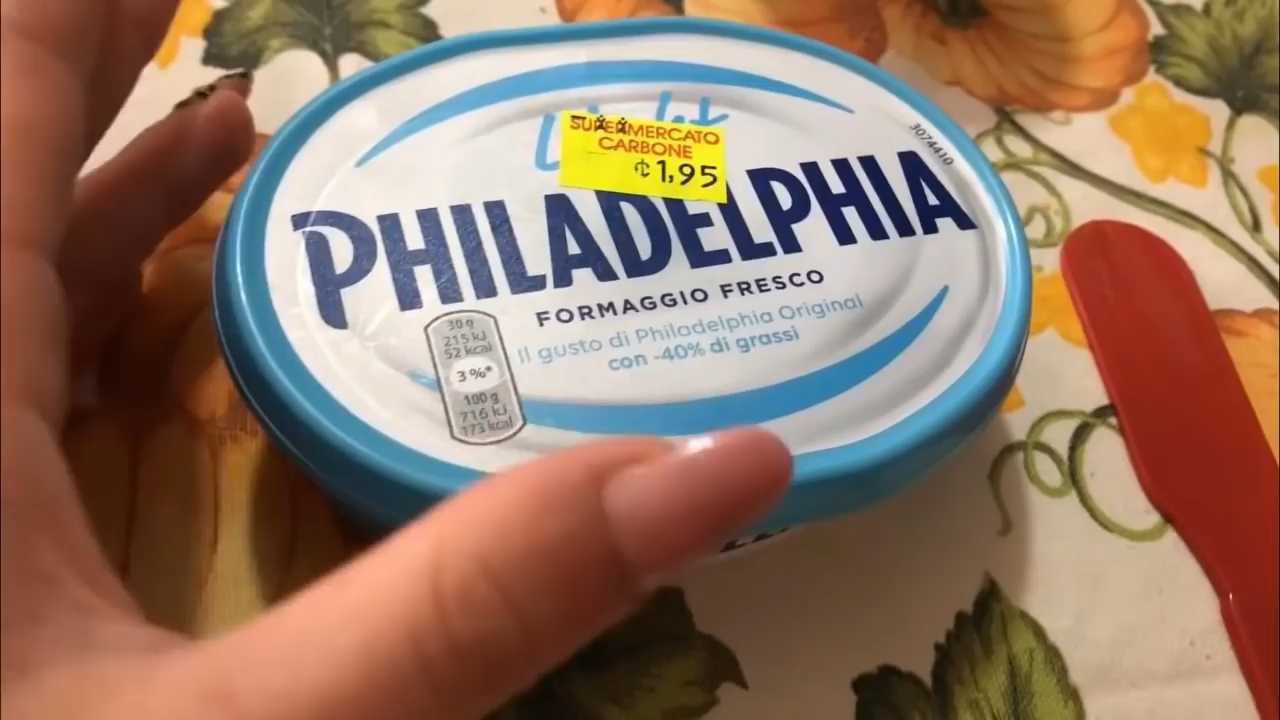 Light
SUPERMERCATO
CARBONE
₵ 1,95
3074410
PHILADELPHIA
FORMAGGIO FRESCO
Il gusto di Philadelphia Original
con -40% di grassi
30 g
215 kJ
52 kcal
3%*
100 g
716 kJ
173 kcal